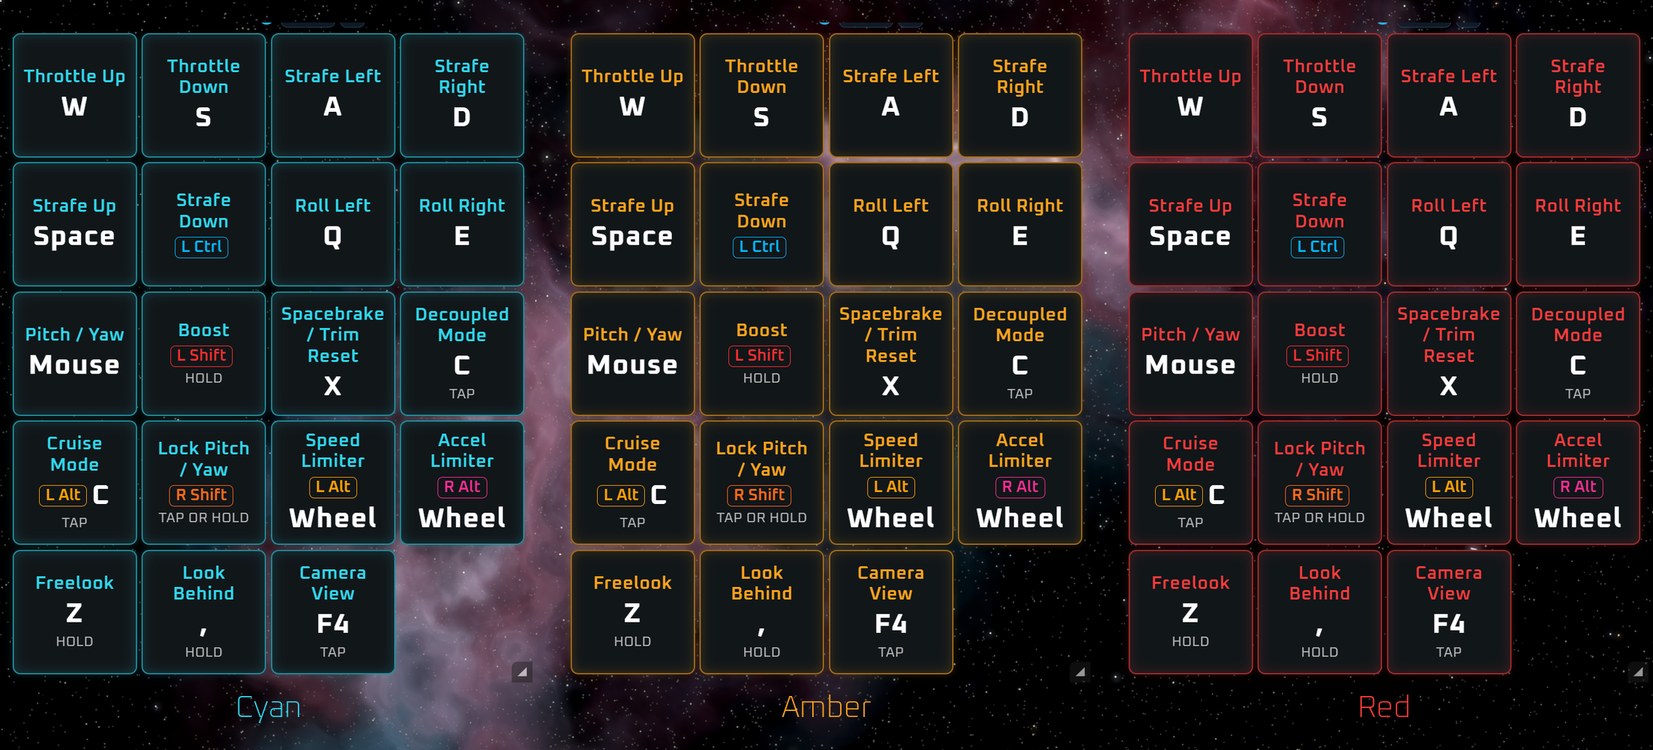 Throttle Up
W
Throttle
Down
S
Strafe Left
A
Strafe
Right
D
Strafe Up
Space
Strafe
Down
L Ctrl
Roll Left
Q
Roll Right
E
Pitch / Yaw
Mouse
Boost
L Shift
HOLD
Spacebrake
/ Trim
Reset
X
Decoupled
Mode
C
TAP
Cruise
Mode
L Alt C
TAP
Lock Pitch
/ Yaw
R Shift
TAP OR HOLD
Speed
Limiter
L Alt
Wheel
Accel
Limiter
R Alt
Wheel
Freelook
Z
HOLD
Look
Behind
,
HOLD
Camera
View
F4
TAP
Cyan
Throttle Up
W
Throttle
Down
S
Strafe Left
A
Strafe
Right
D
Strafe Up
Space
Strafe
Down
L Ctrl
Roll Left
Q
Roll Right
E
Pitch / Yaw
Mouse
Boost
L Shift
HOLD
Spacebrake
/ Trim
Reset
X
Decoupled
Mode
C
TAP
Cruise
Mode
L Alt C
TAP
Lock Pitch
/ Yaw
R Shift
TAP OR HOLD
Speed
Limiter
L Alt
Wheel
Accel
Limiter
R Alt
Wheel
Freelook
Z
HOLD
Look
Behind
,
HOLD
Camera
View
F4
TAP
Amber
Throttle Up
W
Throttle
Down
S
Strafe Left
A
Strafe
Right
D
Strafe Up
Space
Strafe
Down
L Ctrl
Roll Left
Q
Roll Right
E
Pitch / Yaw
Mouse
Boost
L Shift
HOLD
Spacebrake
/ Trim
Reset
X
Decoupled
Mode
C
TAP
Cruise
Mode
L Alt C
TAP
Lock Pitch
/ Yaw
R Shift
TAP OR HOLD
Speed
Limiter
L Alt
Wheel
Accel
Limiter
R Alt
Wheel
Freelook
Z
HOLD
Look
Behind
,
HOLD
Camera
View
F4
TAP
Red